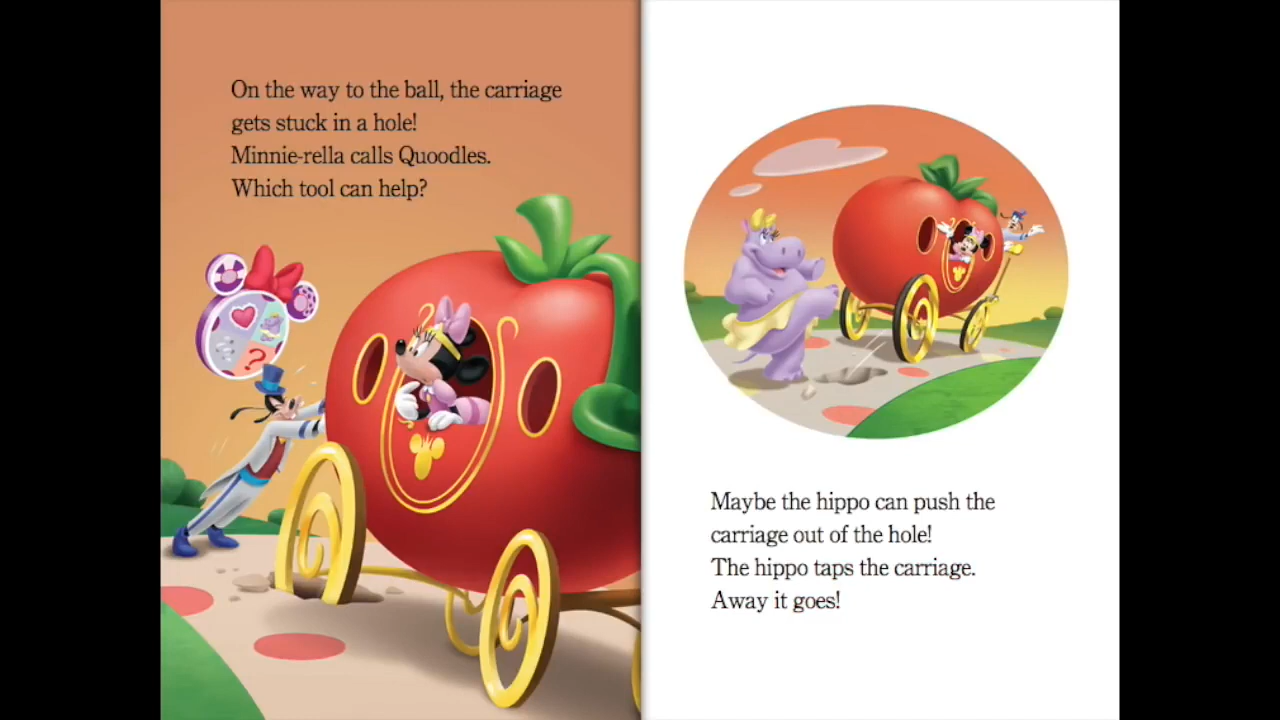 On the way to the ball, the carriage
gets stuck in a hole!
Minnie-rella calls Quoodles.
Which tool can help?
Maybe the hippo can push the
carriage out of the hole!
The hippo taps the carriage.
Away it goes!